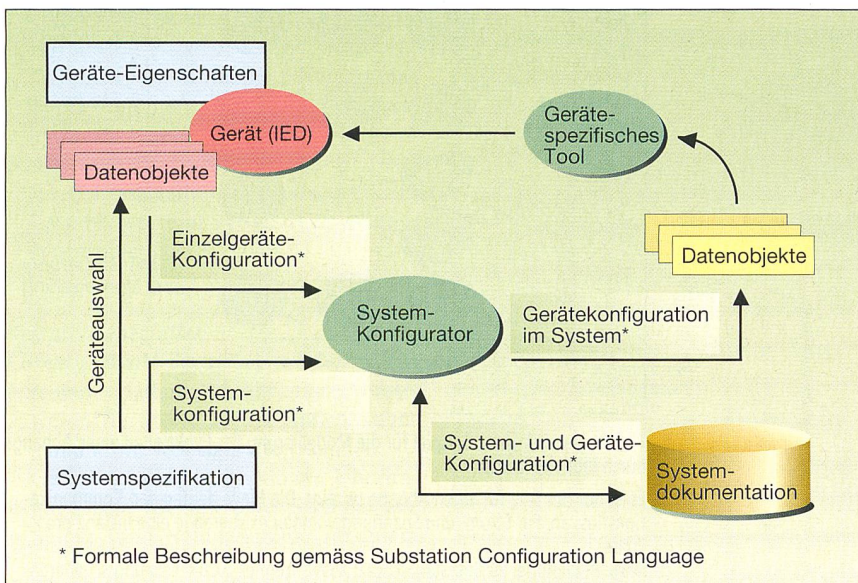 Geräte-Eigenschaften
Gerät (IED)
Geräte-
spezifisches
Tool
Datenobjekte
Datenobjekte
Geräteauswahl
Einzelgeräte-
Konfiguration*
System-
Konfigurator
Gerätekonfiguration
im System*
System-
konfiguration*
Systemspezifikation
System- und Geräte-
Konfiguration*
System-
dokumentation
* Formale Beschreibung gemäss Substation Configuration Language